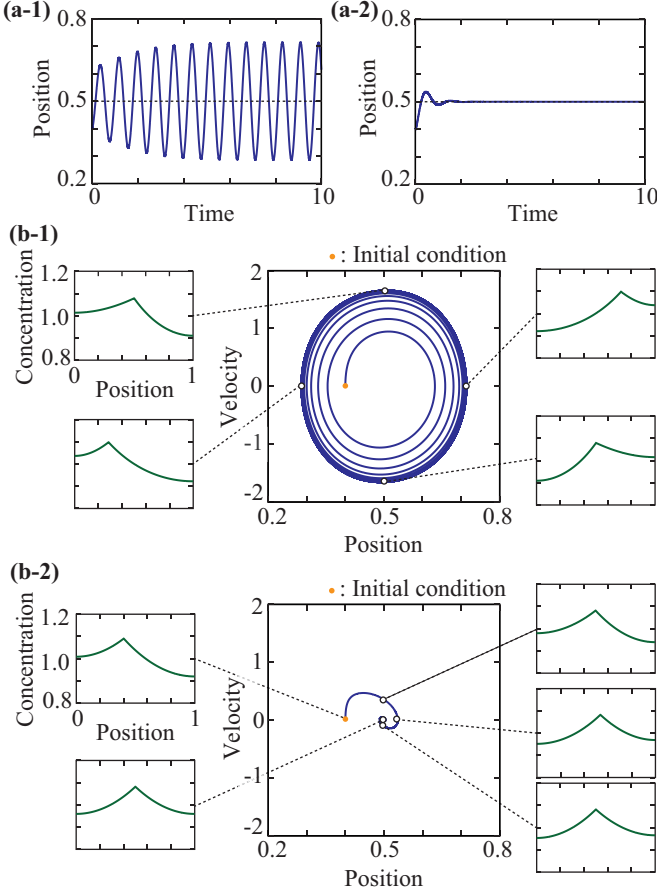 (a-1)
0.8
Position
0.5
0.2
0
10
Time
(a-2)
0.8
Position
0.5
0.2
0
10
Time
(b-1)
: Initial condition
Concentration
1.2
1.0
0.8
0
1
Position
2
1
Velocity
0
-1
-2
0.2
0.5
0.8
Position
(b-2)
: Initial condition
Concentration
1.2
1.0
0.8
0
1
Position
2
1
Velocity
0
-1
-2
0.2
0.5
0.8
Position